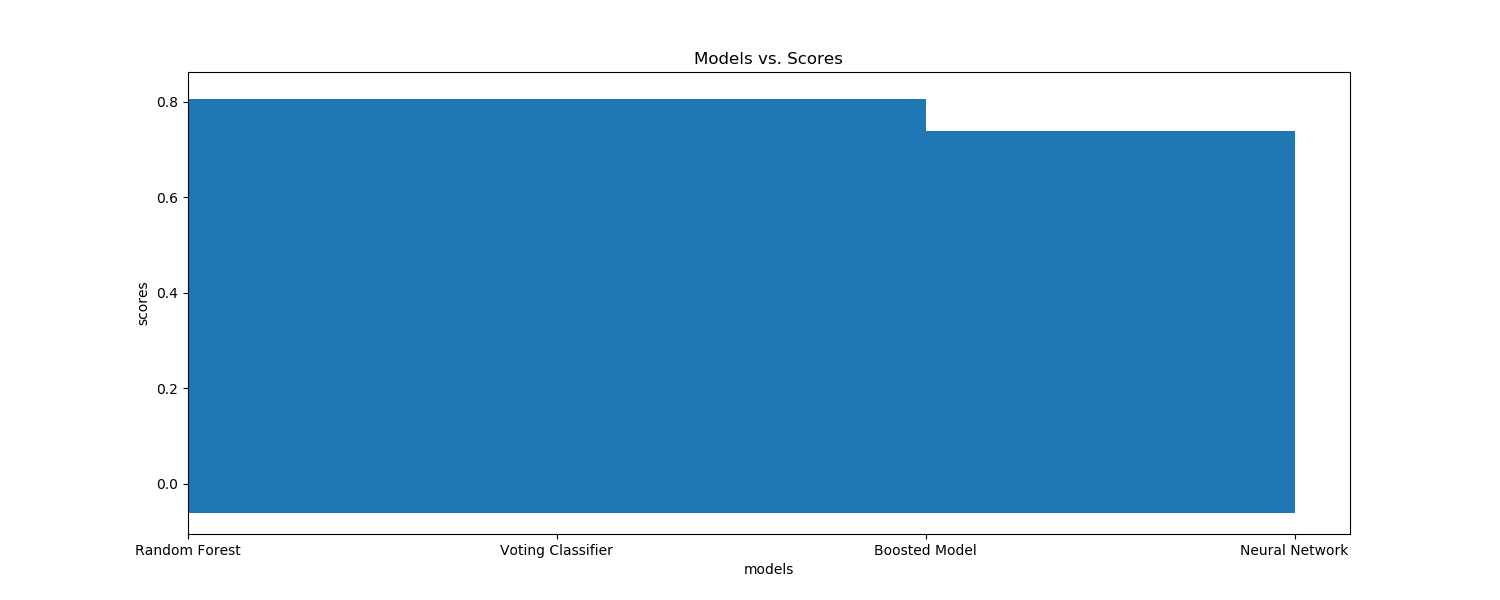 Models vs. Scores
0.8
0.6
0.4
0.2
0.0
scores
Random Forest Voting Classifier Boosted Model Neural Network
models